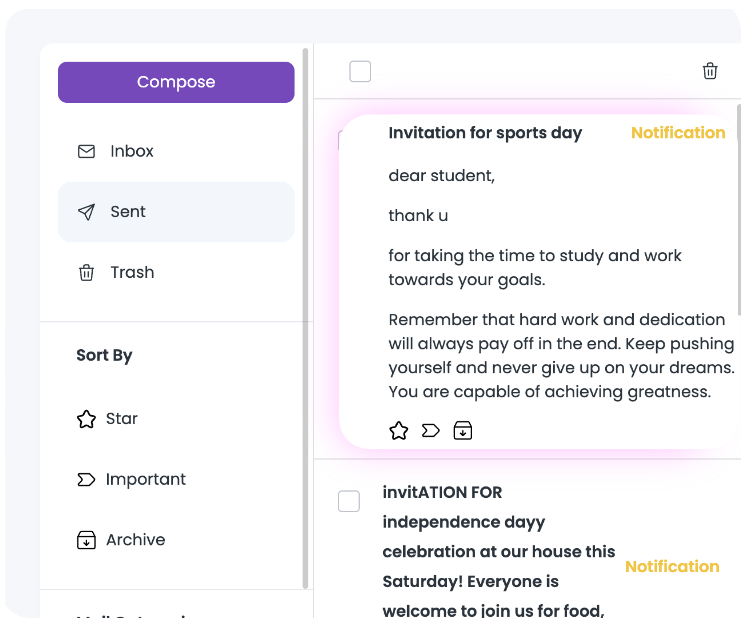 Compose
Inbox
Sent
Trash
Sort By
Star
Important
Archive
Invitation for sports day
Notification
dear student,
thank u
for taking the time to study and work
towards your goals.
Remember that hard work and dedication
will always pay off in the end. Keep pushing
yourself and never give up on your dreams.
You are capable of achieving greatness.
invitATION FOR
independence dayy
celebration at our house this
Saturday! Everyone is
welcome to join us for food,
Notification